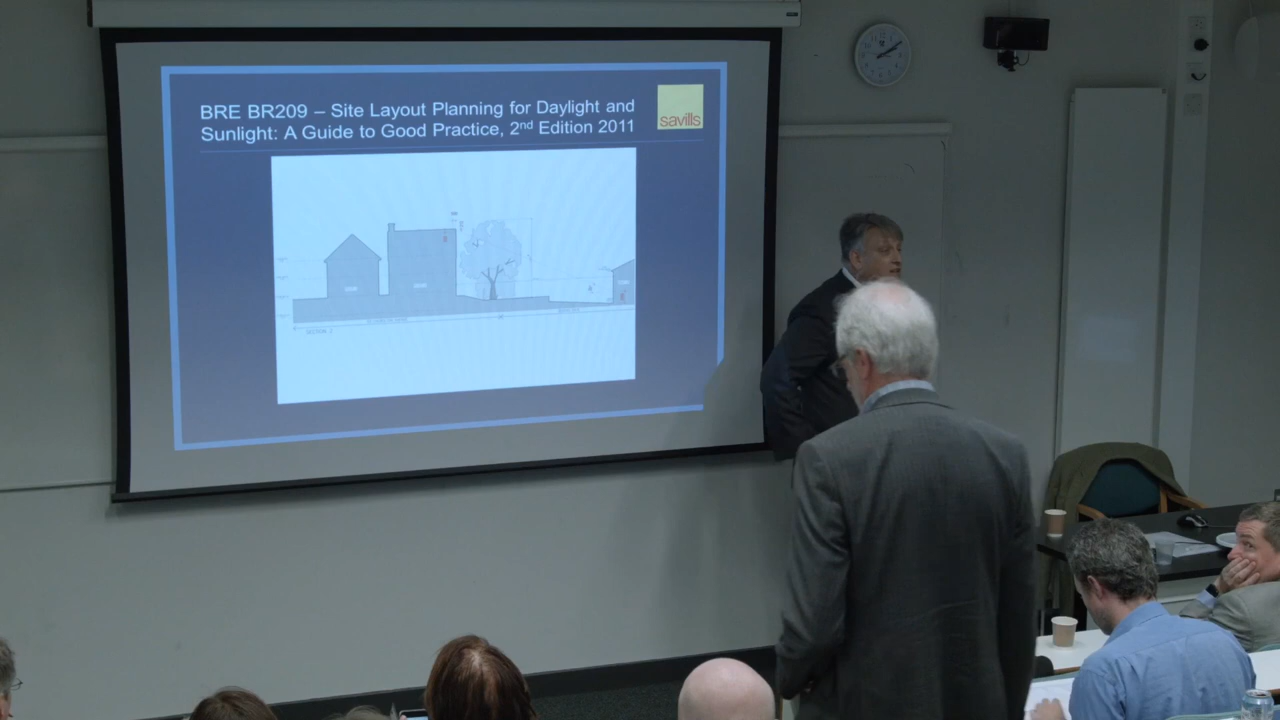 BRE BR209 – Site Layout Planning for Daylight and
Sunlight: A Guide to Good Practice, 2nd Edition 2011
savills